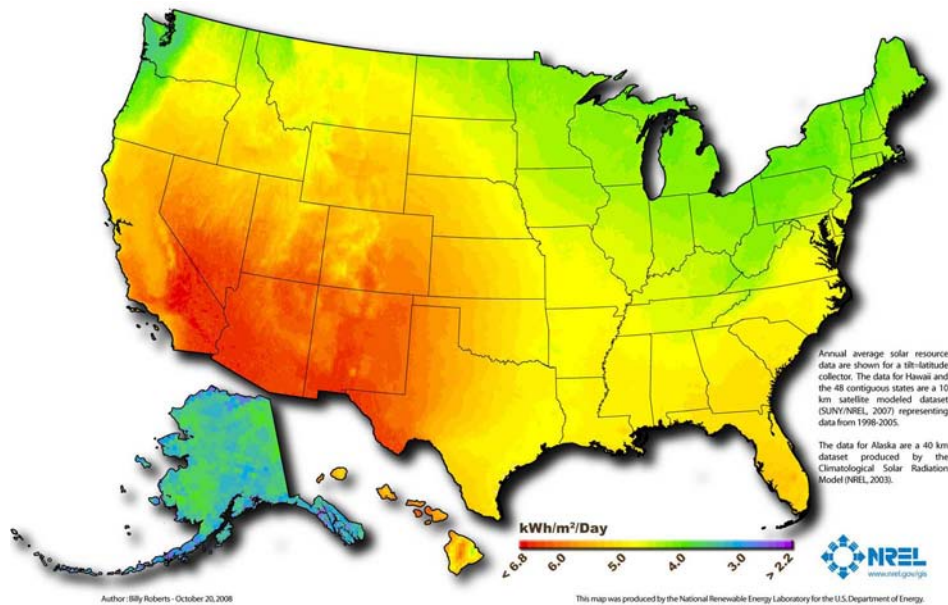 Annual average solar resource
data are shown for a tilt=latitude
collector. The data for Hawaii and
the 48 contiguous states are a 10
km satellite modeled dataset
(SUNY/NREL, 2007) representing
data from 1998-2005.
The data for Alaska are a 40 km
dataset produced by the
Climatological Solar Radiation
Model (NREL, 2003).
kWh/m²/Day
< 6.8
6.0
5.0
4.0
3.0
> 2.2
NREL
www.nrel.gov/gis
Author : Billy Roberts - October 20, 2008
This map was produced by the National Renewable Energy Laboratory for the U.S. Department of Energy.